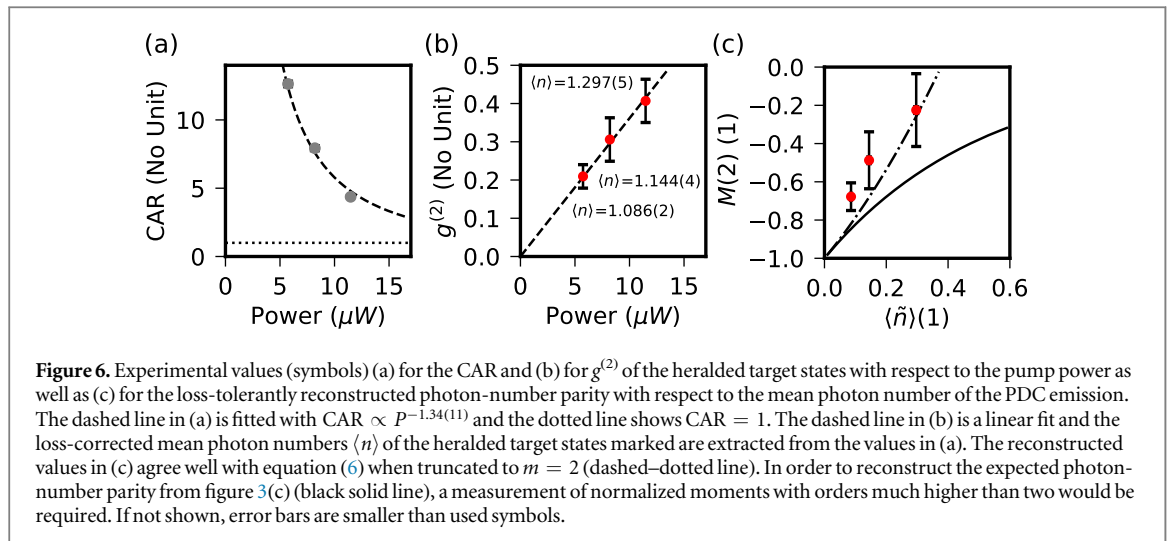 (a)
(b)
(c)
CAR (No Unit)
10
5
0
0 5 10 15
Power (μW)
g(2) (No Unit)
0.5
0.4
0.3
0.2
0.1
0.0
⟨n⟩=1.297(5)
⟨n⟩=1.144(4)
⟨n⟩=1.086(2)
0 5 10 15
Power (μW)
M(2) (1)
0.0
−0.2
−0.4
−0.6
−0.8
−1.0
0.0 0.2 0.4 0.6
⟨ñ⟩(1)
Figure 6. Experimental values (symbols) (a) for the CAR and (b) for g(2) of the heralded target states with respect to the pump power as
well as (c) for the loss-tolerantly reconstructed photon-number parity with respect to the mean photon number of the PDC emission.
The dashed line in (a) is fitted with CAR ∝ P−1.34(11) and the dotted line shows CAR = 1. The dashed line in (b) is a linear fit and the
loss-corrected mean photon numbers ⟨n⟩ of the heralded target states marked are extracted from the values in (a). The reconstructed
values in (c) agree well with equation (6) when truncated to m = 2 (dashed–dotted line). In order to reconstruct the expected photon-
number parity from figure 3(c) (black solid line), a measurement of normalized moments with orders much higher than two would be
required. If not shown, error bars are smaller than used symbols.